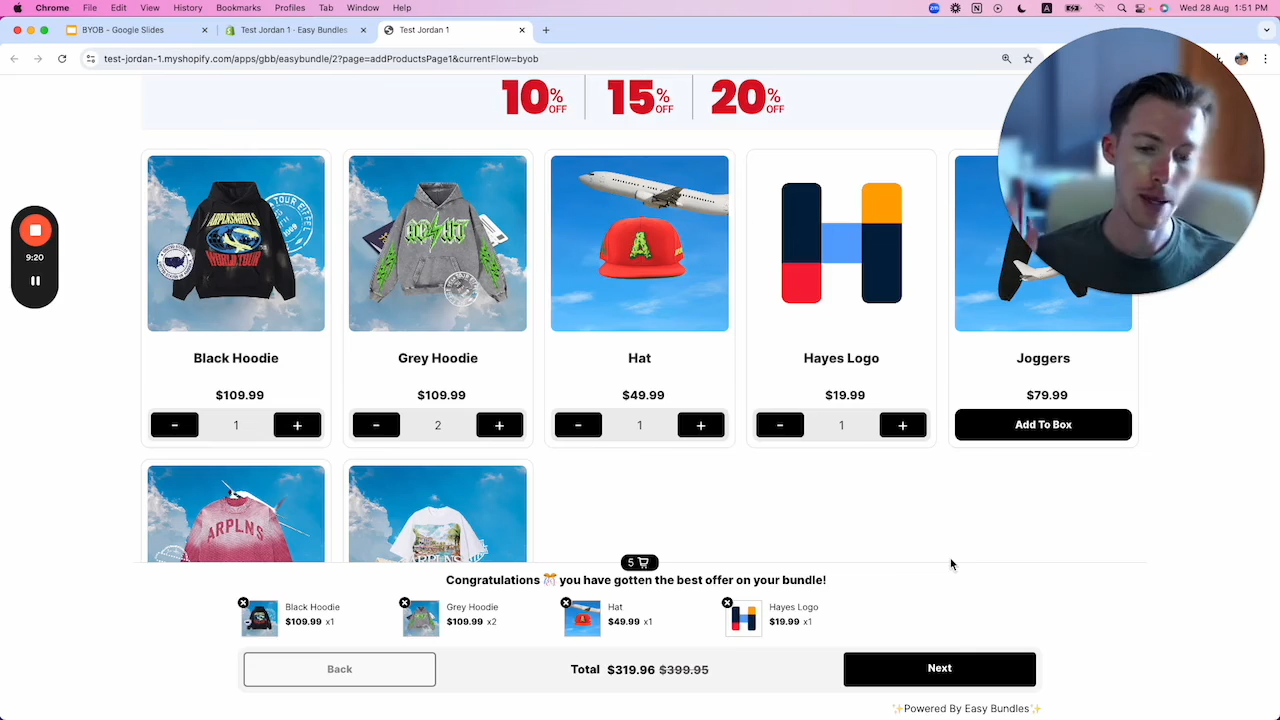 Chrome File Edit View History Bookmarks Profiles Tab Window Help
A
Wed 28 Aug 1:51 PM
BYOB - Google Slides
Test Jordan 1 · Easy Bundles
Test Jordan 1
test-jordan-1.myshopify.com/apps/gbb/easybundle/2?page=addProductsPage1&currentFlow=byob
10% OFF 15% OFF 20% OFF
9:20
WORLD TOUR
A
Black Hoodie
Grey Hoodie
Hat
Hayes Logo
Joggers
$109.99
$109.99
$49.99
$19.99
$79.99
- 1 +
- 2 +
- 1 +
- 1 +
Add To Box
ARPLNS
5
Congratulations 🎊 you have gotten the best offer on your bundle!
Black Hoodie
$109.99 x1
Grey Hoodie
$109.99 x2
Hat
$49.99 x1
Hayes Logo
$19.99 x1
Back
Total $319.96 $399.95
Next
✨Powered By Easy Bundles✨